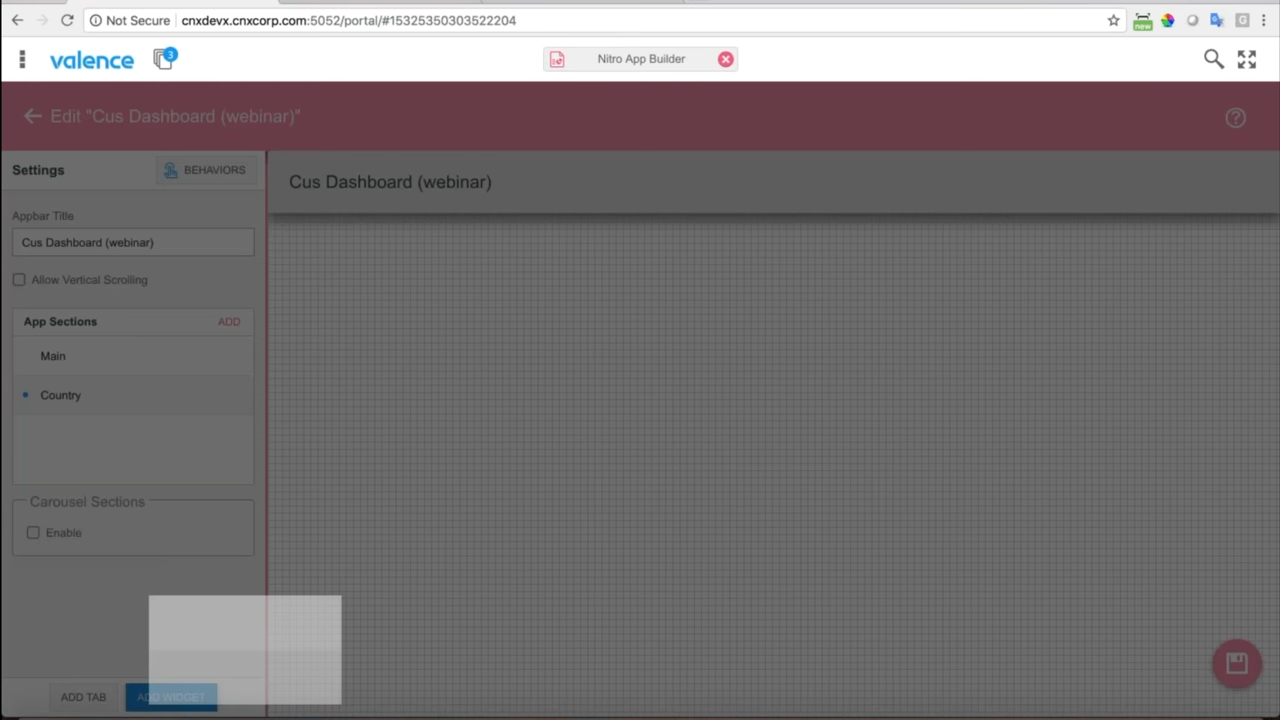 Not Secure cnxdevx.cnxcorp.com:5052/portal/#15325350303522204
new
G
valence
3
Nitro App Builder
Edit "Cus Dashboard (webinar)"
Settings
BEHAVIORS
Cus Dashboard (webinar)
Appbar Title
Cus Dashboard (webinar)
Allow Vertical Scrolling
App Sections
ADD
Main
Country
Carousel Sections
Enable
ADD TAB
ADD WIDGET